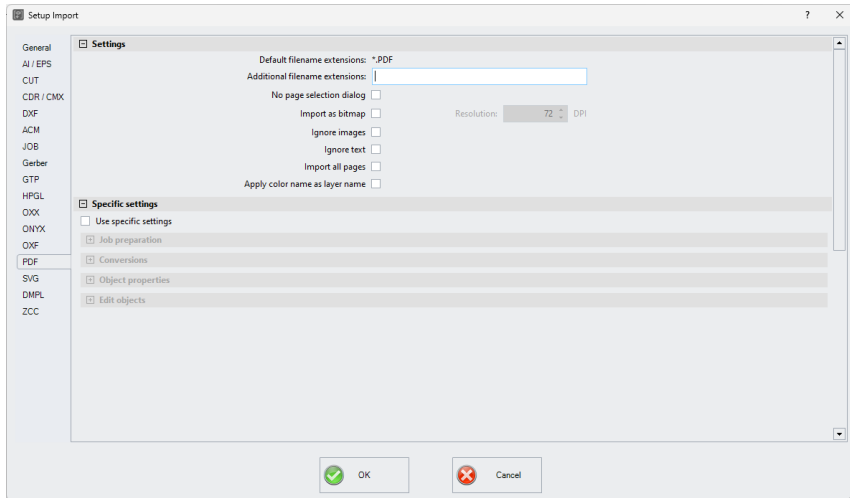 Setup Import
?
General
AI / EPS
CUT
CDR / CMX
DXF
ACM
JOB
Gerber
GTP
HPGL
OXX
ONYX
OXF
PDF
SVG
DMPL
ZCC
Settings
Default filename extensions: *.PDF
Additional filename extensions:
No page selection dialog
Import as bitmap Resolution: 72 DPI
Ignore images
Ignore text
Import all pages
Apply color name as layer name
Specific settings
Use specific settings
Job preparation
Conversions
Object properties
Edit objects
OK Cancel